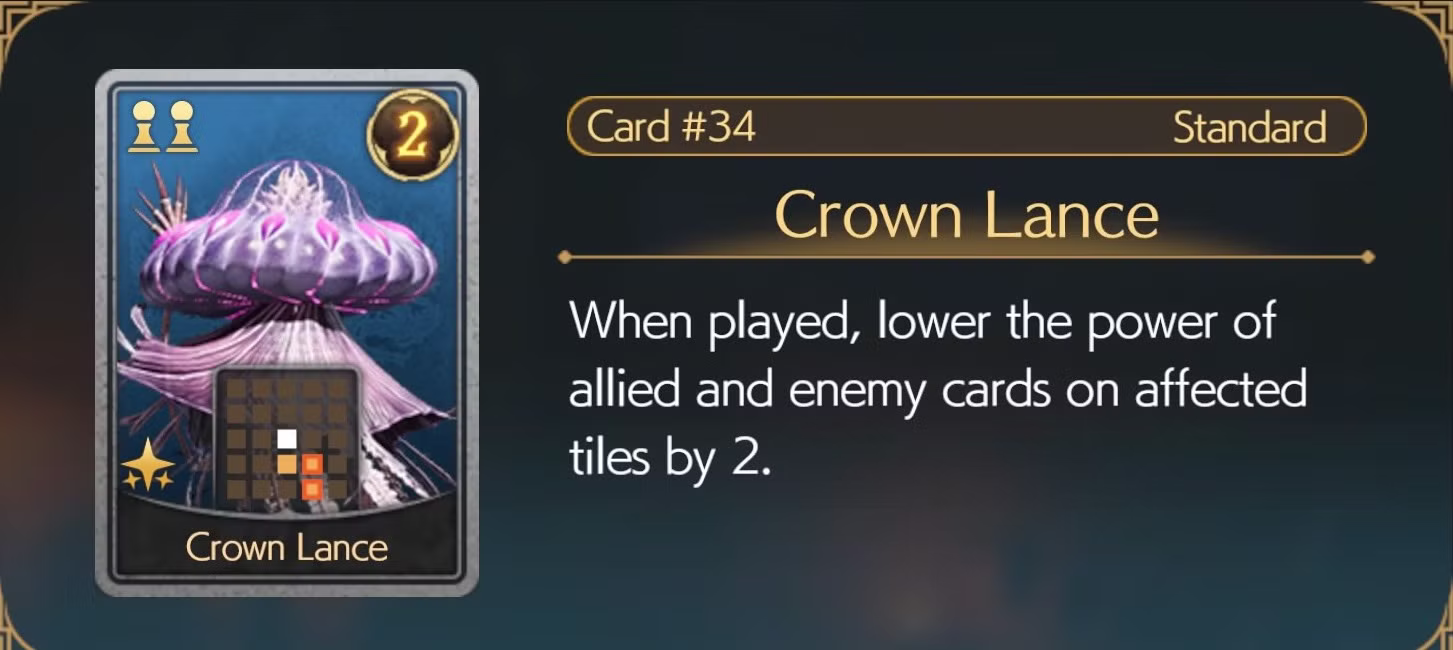 2
Crown Lance
Card #34 Standard
Crown Lance
When played, lower the power of
allied and enemy cards on affected
tiles by 2.